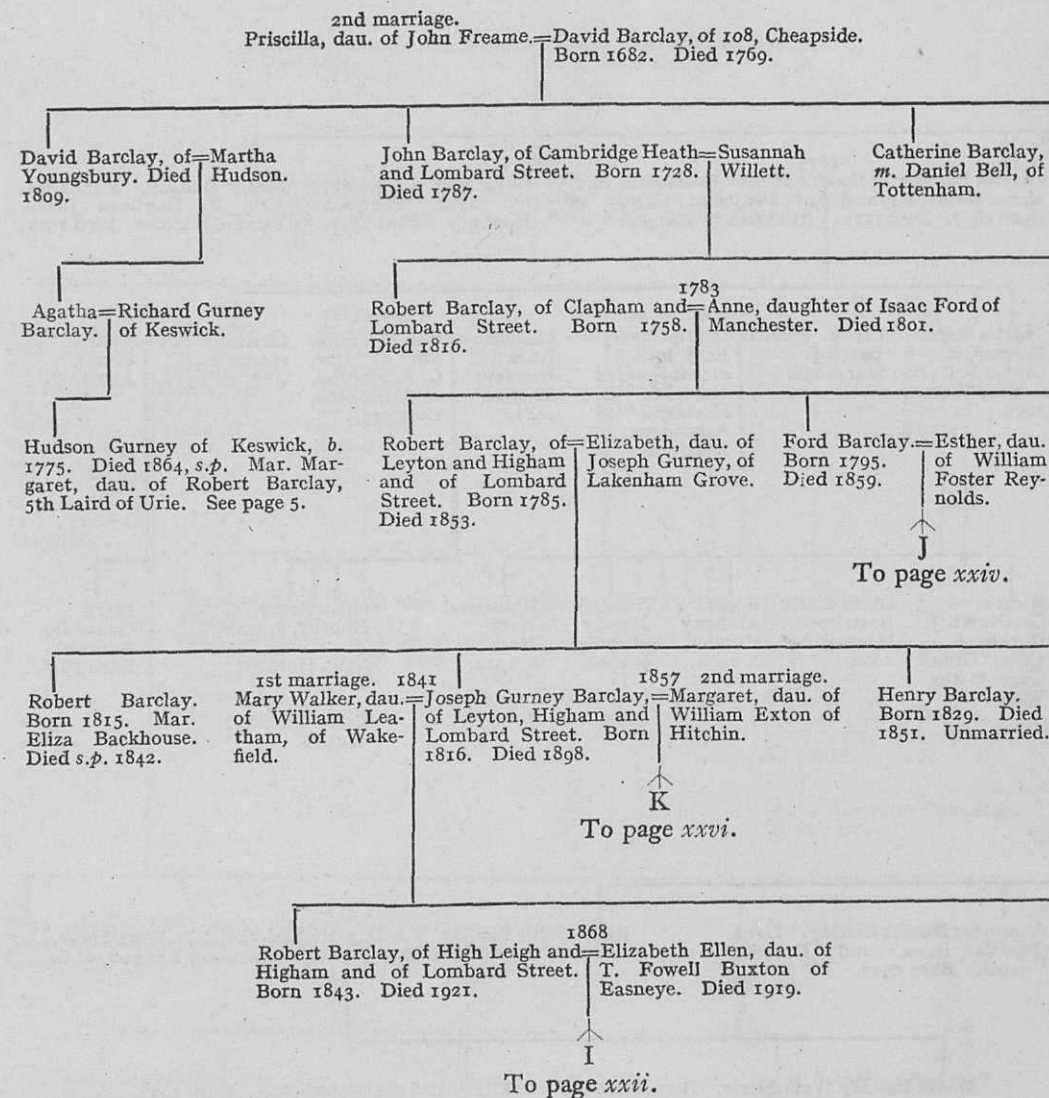 2nd marriage.
Priscilla, dau. of John Freame.=David Barclay, of 108, Cheapside.
Born 1682. Died 1769.
David Barclay, of=Martha
Youngsbury. Died Hudson.
1809.
John Barclay, of Cambridge Heath=Susannah
and Lombard Street. Born 1728. Willett.
Died 1787.
Catherine Barclay,
m. Daniel Bell, of
Tottenham.
Agatha=Richard Gurney
Barclay. of Keswick.
1783
Robert Barclay, of Clapham and=Anne, daughter of Isaac Ford of
Lombard Street. Born 1758. Manchester. Died 1801.
Died 1816.
Hudson Gurney of Keswick, b.
1775. Died 1864, s.p. Mar. Mar-
garet, dau. of Robert Barclay,
5th Laird of Urie. See page 5.
Robert Barclay, of=Elizabeth, dau. of
Leyton and Higham Joseph Gurney, of
and of Lombard Lakenham Grove.
Street. Born 1785.
Died 1853.
Ford Barclay.=Esther, dau.
Born 1795. of William
Died 1859. Foster Rey-
nolds.
J
To page xxiv.
Robert Barclay.
Born 1815. Mar.
Eliza Backhouse.
Died s.p. 1842.
1st marriage. 1841 1857 2nd marriage.
Mary Walker, dau.=Joseph Gurney Barclay,=Margaret, dau. of
of William Lea- of Leyton, Higham and William Exton of
tham, of Wake- Lombard Street. Born Hitchin.
field. 1816. Died 1898.
Henry Barclay.
Born 1829. Died
1851. Unmarried.
K
To page xxvi.
1868
Robert Barclay, of High Leigh and=Elizabeth Ellen, dau. of
Higham and of Lombard Street. T. Fowell Buxton of
Born 1843. Died 1921. Easneye. Died 1919.
I
To page xxii.